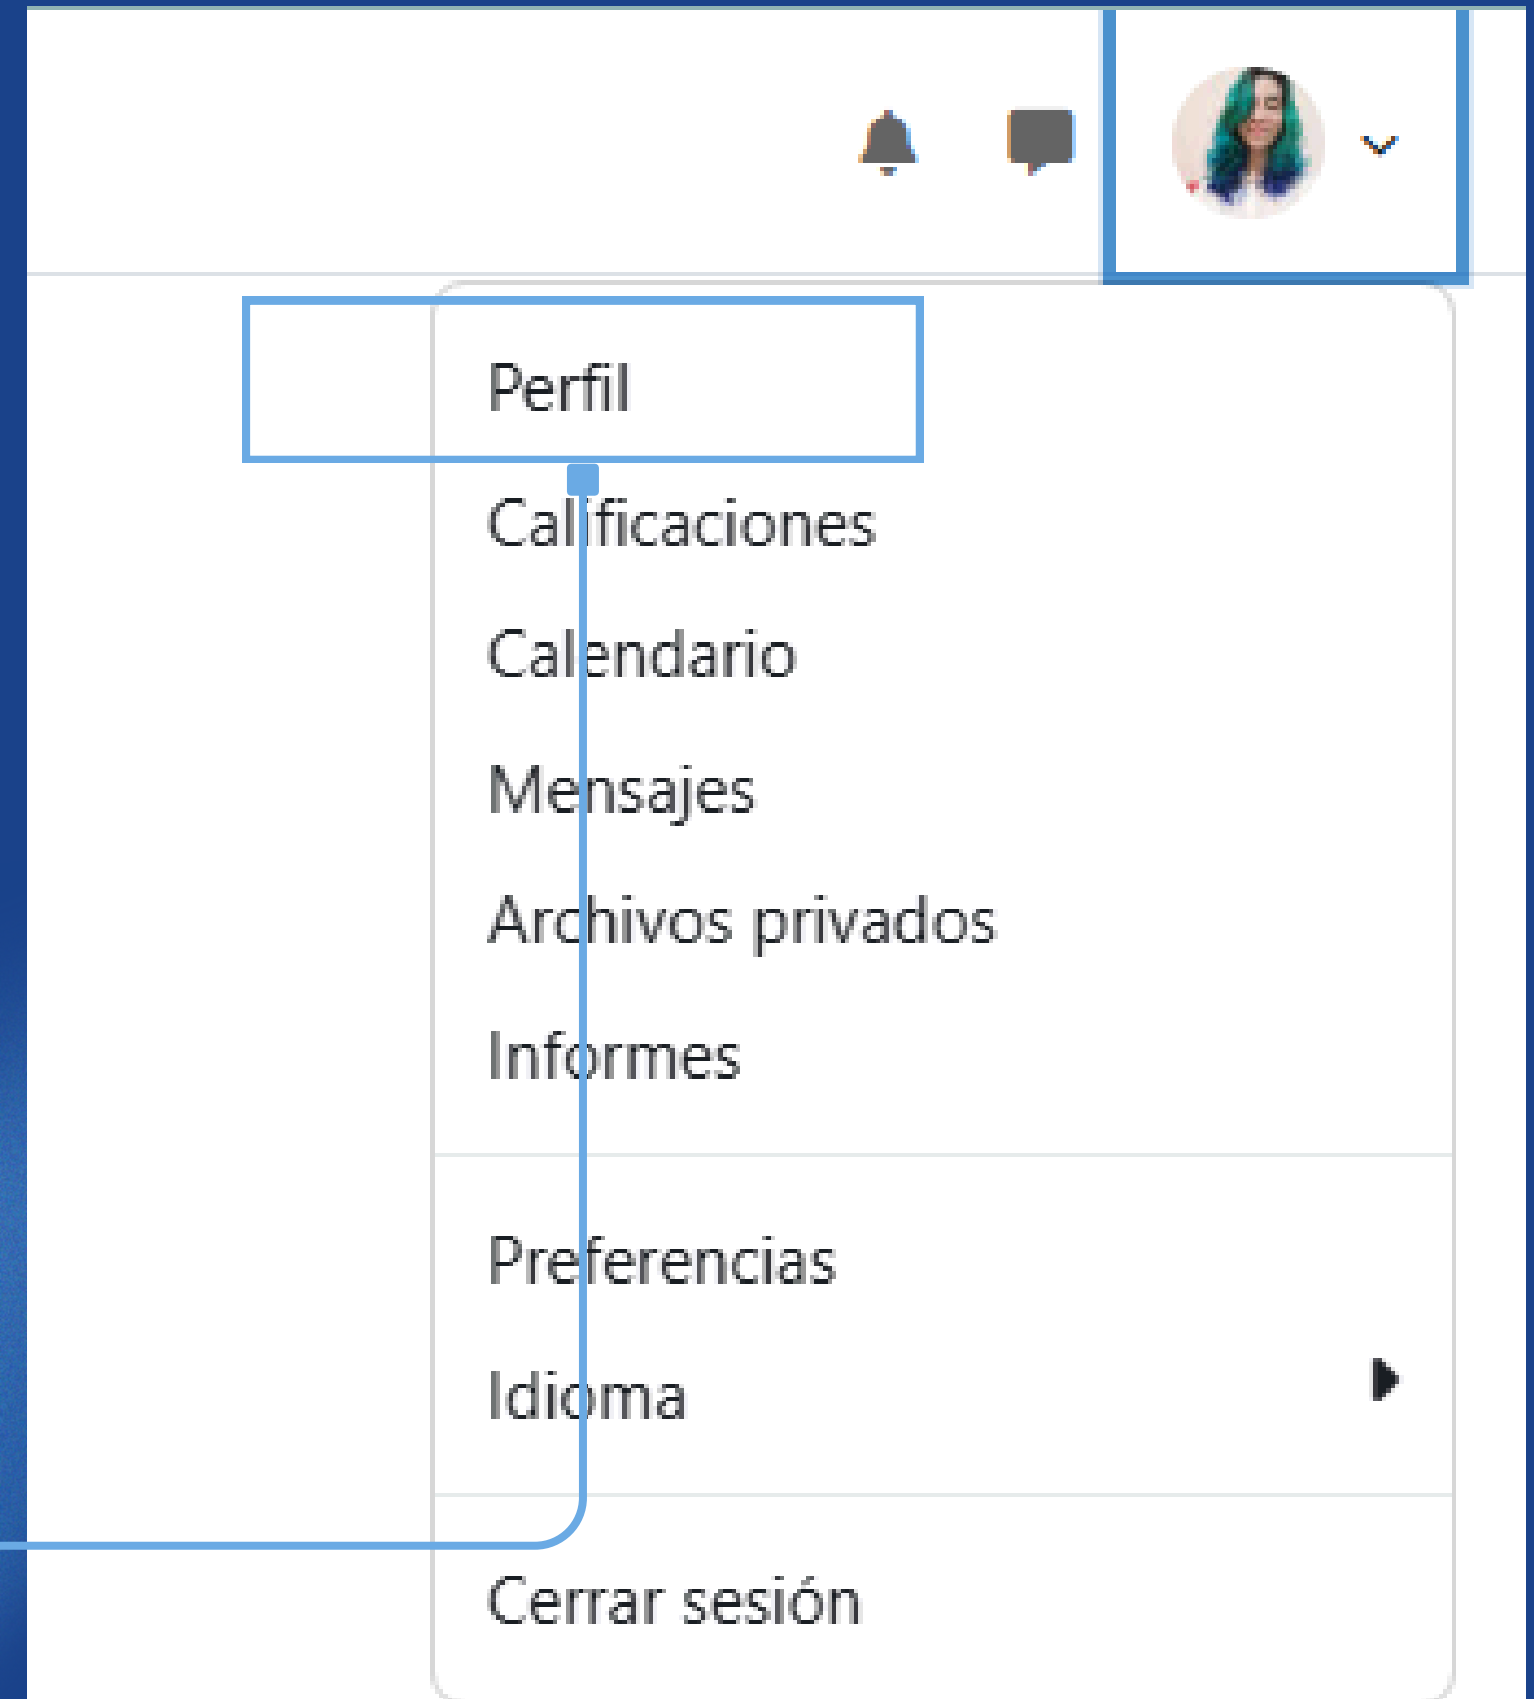 Perfil
Calificaciones
Calendario
Mensajes
Archivos privados
Informes
Preferencias
Idioma
Cerrar sesión